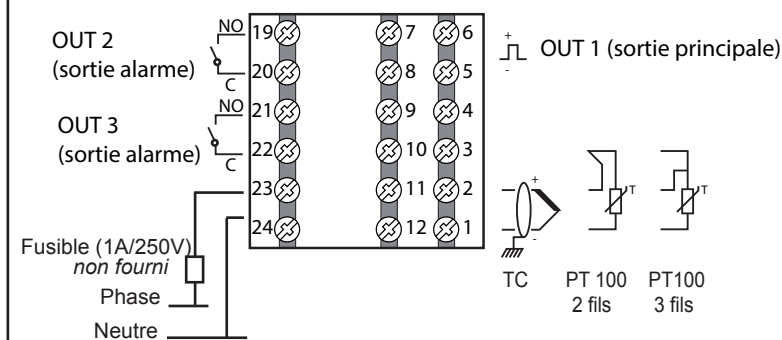 OUT 2
(sortie alarme)
NO
C
OUT 3
(sortie alarme)
NO
C
19
20
21
22
23
24
7
8
9
10
11
12
6
5
4
3
2
1
+
-
OUT 1 (sortie principale)
+
-
T
T
TC
PT 100
2 fils
PT100
3 fils
Fusible (1A/250V)
non fourni
Phase
Neutre